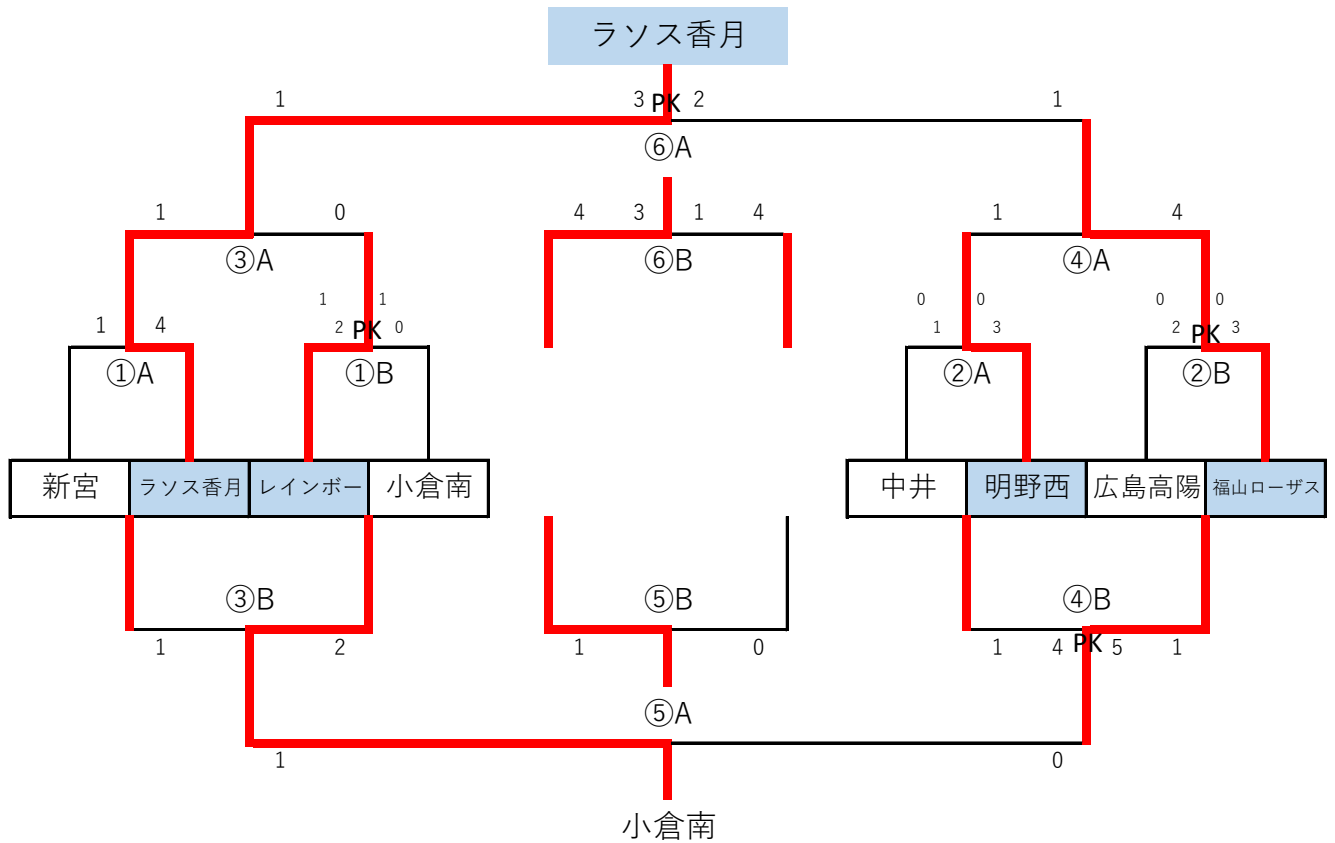 ラソス香月
1 3 PK 2 1
⑥A
1 0 4 3 1 4 1 4
③A ⑥B ④A
1 1 0 0 0 0
1 4 2 PK 0 1 3 2 PK 3
①A ①B ②A ②B
新宮 ラソス香月 レインボー 小倉南 中井 明野西 広島高陽 福山ローザス
③B ⑤B ④B
1 2 1 0 1 4 PK 5 1
⑤A
1 0
小倉南